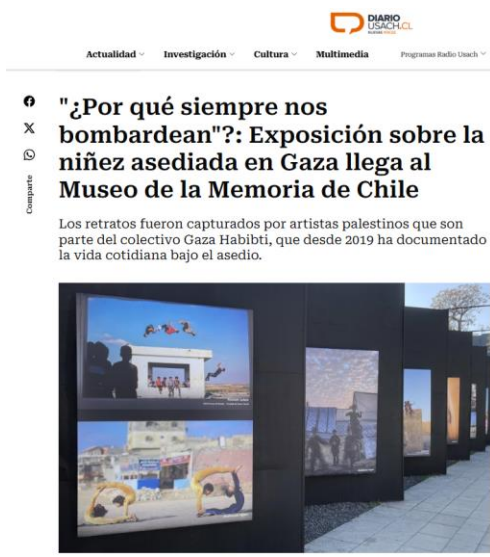 DIARIO
USACH.CL
Actualidad
Investigación
Cultura
Multimedia
Programas Radio Usach
Comparte
"¿Por qué siempre nos
bombardean"?: Exposición sobre la
niñez asediada en Gaza llega al
Museo de la Memoria de Chile
Los retratos fueron capturados por artistas palestinos que son
parte del colectivo Gaza Habibti, que desde 2019 ha documentado
la vida cotidiana bajo el asedio.